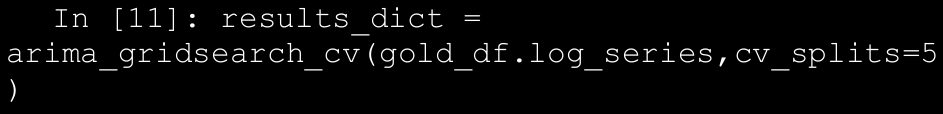 In [11]: results_dict =
arima_gridsearch_cv(gold_df.log_series,cv_splits=5
)